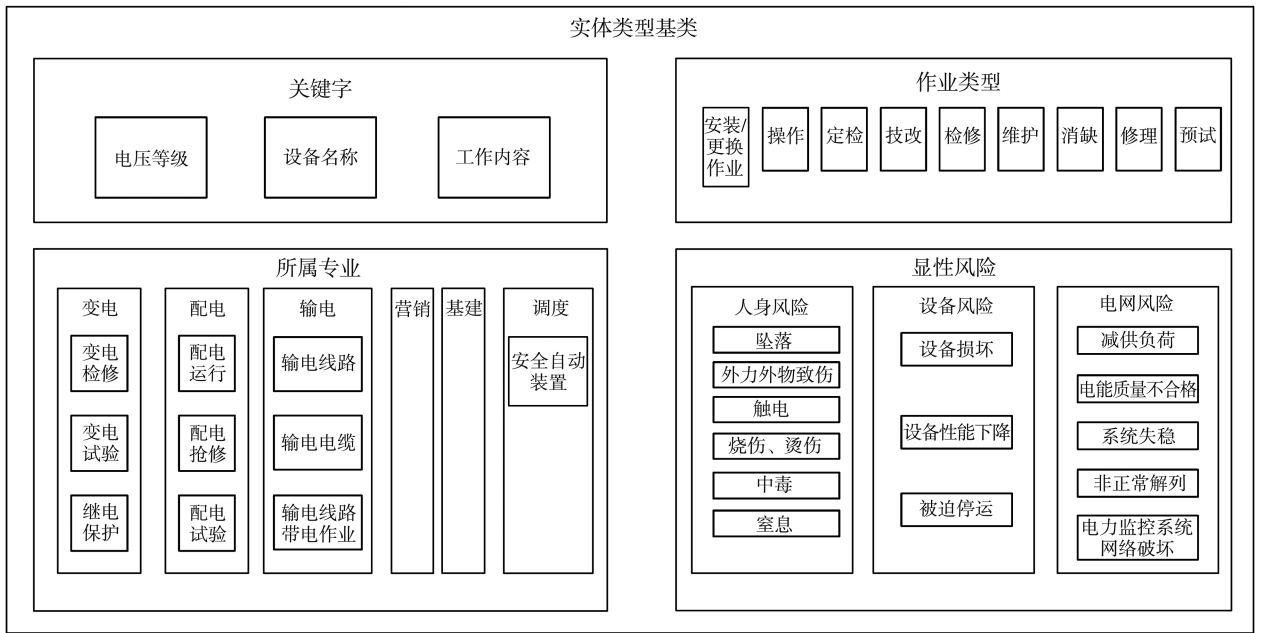 实体类型基类
关键字
电压等级
设备名称
工作内容
作业类型
安装/
更换
作业
操作
定检
技改
检修
维护
消缺
修理
预试
所属专业
变电
变电
检修
变电
试验
继电
保护
配电
配电
运行
配电
抢修
配电
试验
输电
输电线路
输电电缆
输电线路
带电作业
营销
基建
调度
安全自动
装置
显性风险
人身风险
坠落
外力外物致伤
触电
烧伤、烫伤
中毒
窒息
设备风险
设备损坏
设备性能下降
被迫停运
电网风险
减供负荷
电能质量不合格
系统失稳
非正常解列
电力监控系统
网络破坏